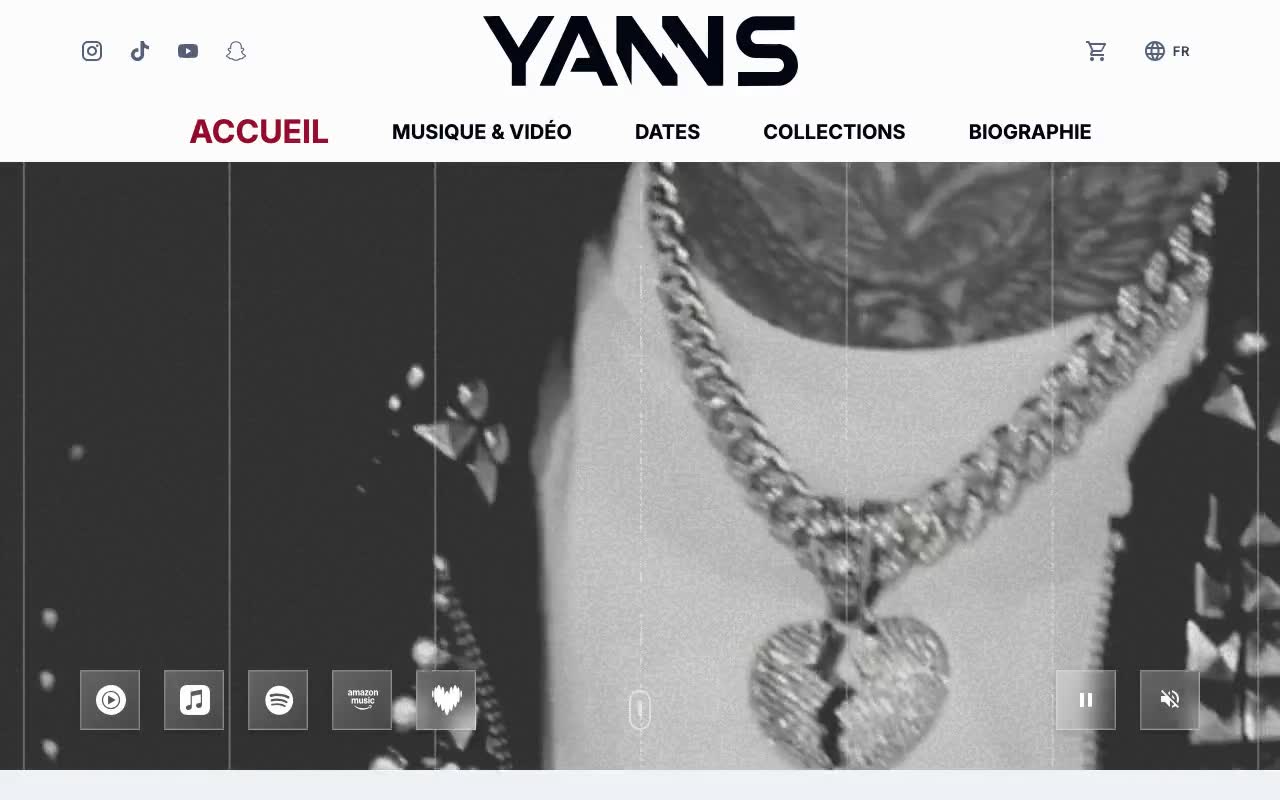 YANNS
FR
ACCUEIL
MUSIQUE & VIDÉO
DATES
COLLECTIONS
BIOGRAPHIE
amazon
music